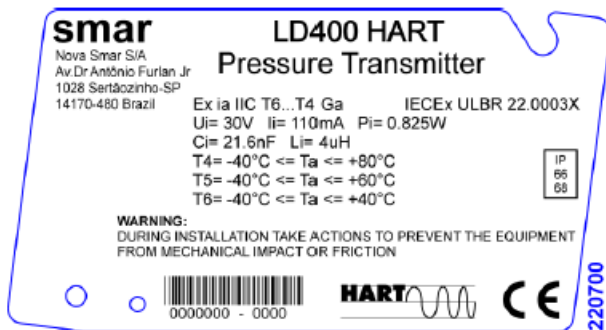 smar
Nova Smar S/A
Av.Dr Antônio Furlan Jr
1028 Sertãozinho-SP
14170-480 Brazil
LD400 HART
Pressure Transmitter
Ex ia IIC T6...T4 Ga IECEx ULBR 22.0003X
Ui= 30V Ii= 110mA Pi= 0.825W
Ci= 21.6nF Li= 4uH
T4= -40°C <= Ta <= +80°C
T5= -40°C <= Ta <= +60°C
T6= -40°C <= Ta <= +40°C
IP
66
68
WARNING:
DURING INSTALLATION TAKE ACTIONS TO PREVENT THE EQUIPMENT
FROM MECHANICAL IMPACT OR FRICTION
0000000 - 0000
HART
CE
220700